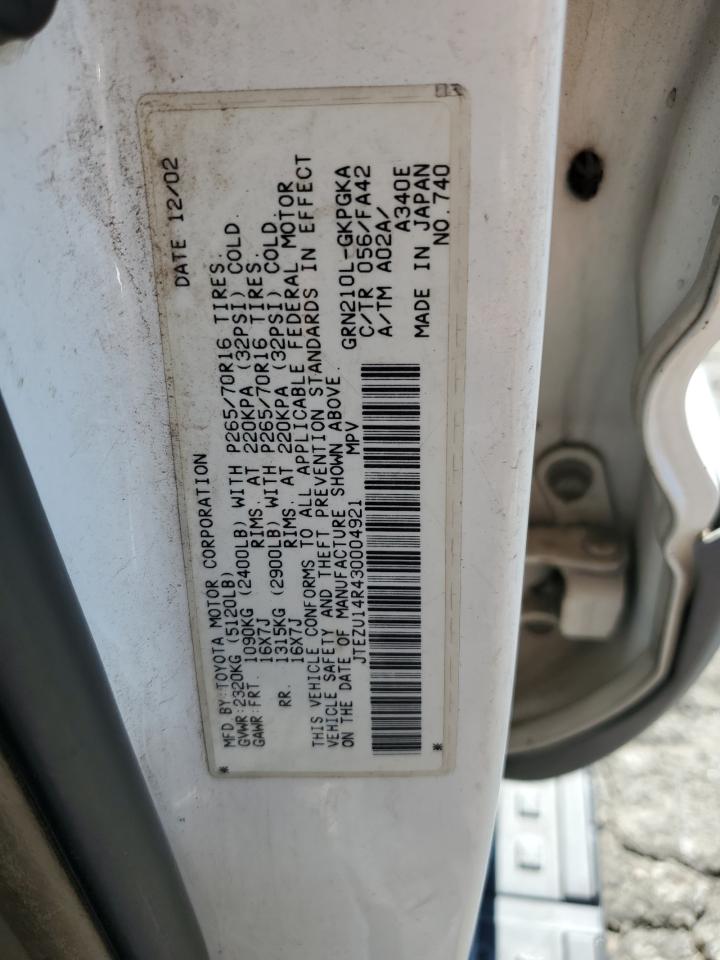 MFD BY:TOYOTA MOTOR CORPORATION DATE 12/02
GVWR:2320KG (5120LB)
GAWR:FRT. 1090KG (2400LB) WITH P265/70R16 TIRES.
16X7J RIMS. AT 220KPA (32PSI) COLD.
RR. 1315KG (2900LB) WITH P265/70R16 TIRES.
16X7J RIMS. AT 220KPA (32PSI) COLD.
THIS VEHICLE CONFORMS TO ALL APPLICABLE FEDERAL MOTOR
VEHICLE SAFETY AND THEFT PREVENTION STANDARDS IN EFFECT
ON THE DATE OF MANUFACTURE SHOWN ABOVE.
JTEZU14R430004921 MPV
GRN210L-GKPGKA
C/TR 056/FA42
A/TM A02A/
A340E
MADE IN JAPAN
NO.740
* *